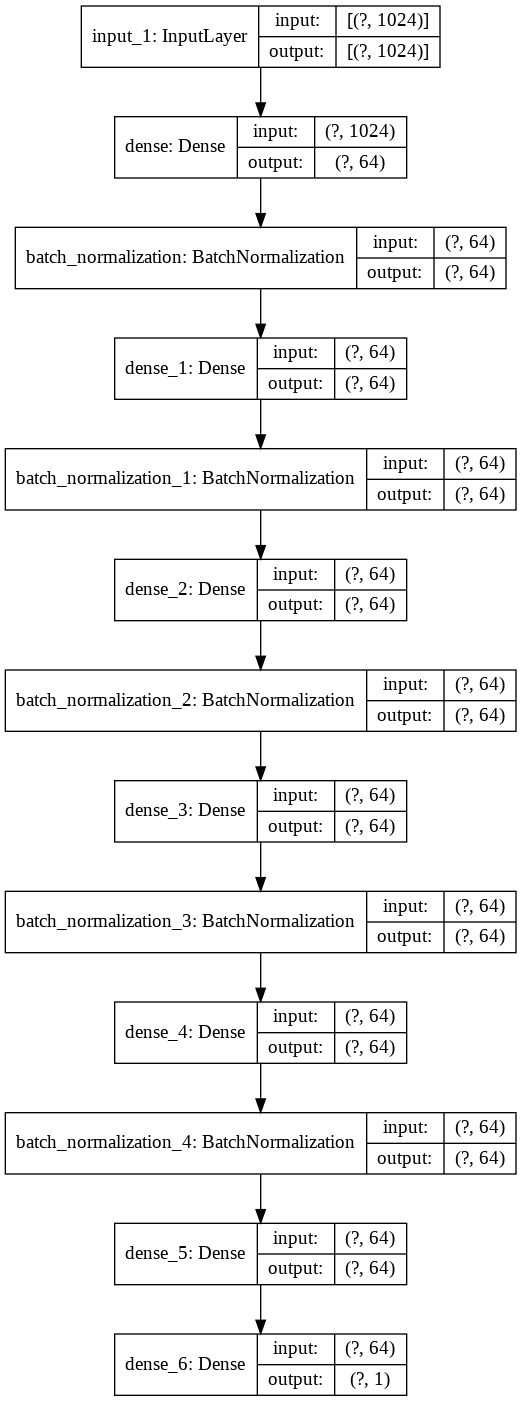 input_1: InputLayer
input: [(?, 1024)]
output: [(?, 1024)]
dense: Dense
input: (?, 1024)
output: (?, 64)
batch_normalization: BatchNormalization
input: (?, 64)
output: (?, 64)
dense_1: Dense
input: (?, 64)
output: (?, 64)
batch_normalization_1: BatchNormalization
input: (?, 64)
output: (?, 64)
dense_2: Dense
input: (?, 64)
output: (?, 64)
batch_normalization_2: BatchNormalization
input: (?, 64)
output: (?, 64)
dense_3: Dense
input: (?, 64)
output: (?, 64)
batch_normalization_3: BatchNormalization
input: (?, 64)
output: (?, 64)
dense_4: Dense
input: (?, 64)
output: (?, 64)
batch_normalization_4: BatchNormalization
input: (?, 64)
output: (?, 64)
dense_5: Dense
input: (?, 64)
output: (?, 64)
dense_6: Dense
input: (?, 64)
output: (?, 1)